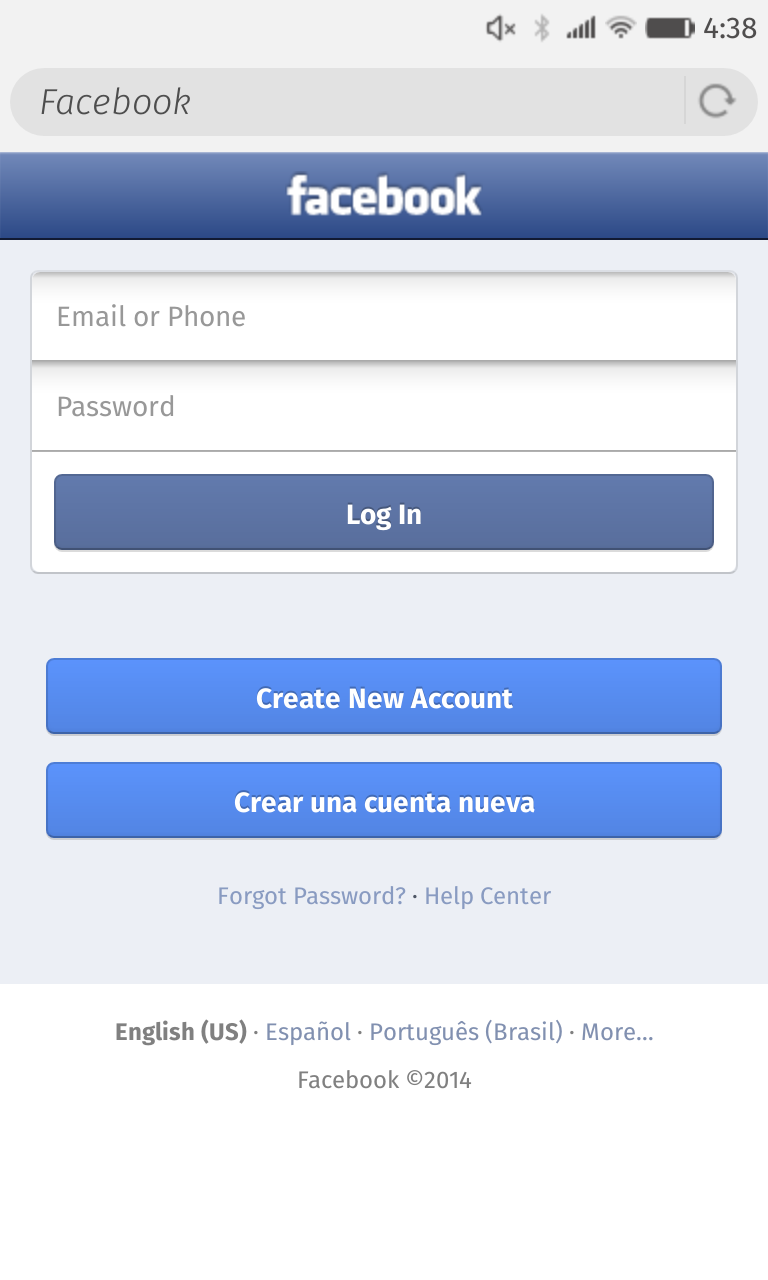 4:38
Facebook
facebook
Email or Phone
Password
Log In
Create New Account
Crear una cuenta nueva
Forgot Password? · Help Center
English (US) · Español · Português (Brasil) · More...
Facebook ©2014